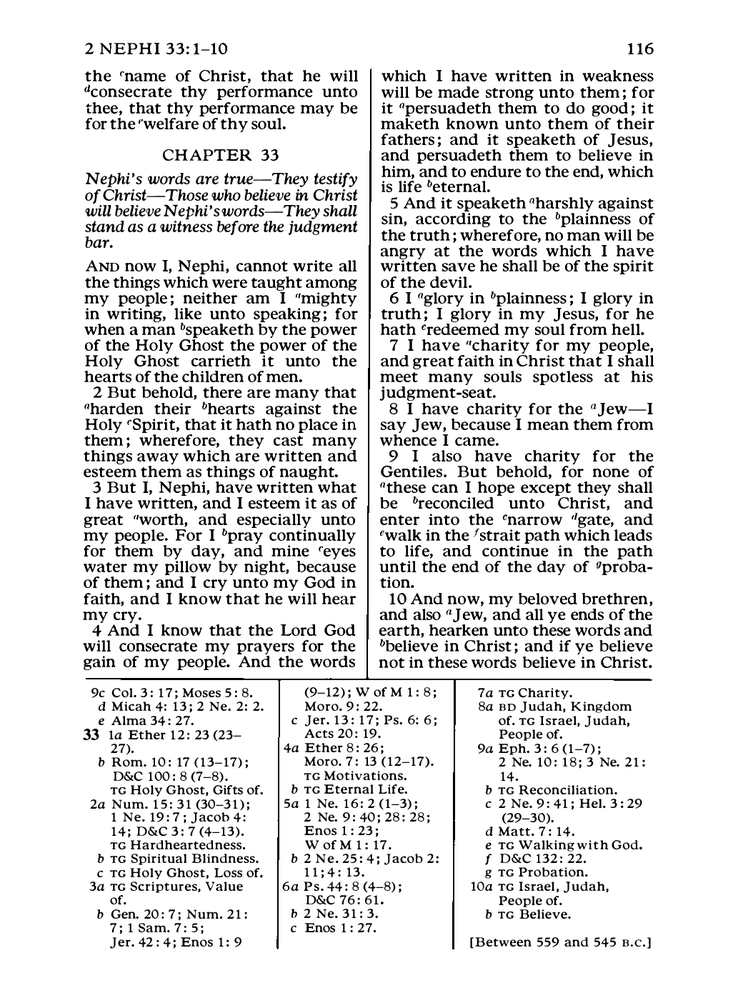 2 NEPHI 33:1–10
116
the ᶜname of Christ, that he will
ᵈconsecrate thy performance unto
thee, that thy performance may be
for the ᵉwelfare of thy soul.
CHAPTER 33
Nephi's words are true—They testify
of Christ—Those who believe in Christ
will believe Nephi's words—They shall
stand as a witness before the judgment
bar.
AND now I, Nephi, cannot write all
the things which were taught among
my people; neither am I ᵃmighty
in writing, like unto speaking; for
when a man ᵇspeaketh by the power
of the Holy Ghost the power of the
Holy Ghost carrieth it unto the
hearts of the children of men.
2 But behold, there are many that
ᵃharden their ᵇhearts against the
Holy ᶜSpirit, that it hath no place in
them; wherefore, they cast many
things away which are written and
esteem them as things of naught.
3 But I, Nephi, have written what
I have written, and I esteem it as of
great ᵃworth, and especially unto
my people. For I ᵇpray continually
for them by day, and mine ᶜeyes
water my pillow by night, because
of them; and I cry unto my God in
faith, and I know that he will hear
my cry.
4 And I know that the Lord God
will consecrate my prayers for the
gain of my people. And the words
which I have written in weakness
will be made strong unto them; for
it ᵃpersuadeth them to do good; it
maketh known unto them of their
fathers; and it speaketh of Jesus,
and persuadeth them to believe in
him, and to endure to the end, which
is life ᵇeternal.
5 And it speaketh ᵃharshly against
sin, according to the ᵇplainness of
the truth; wherefore, no man will be
angry at the words which I have
written save he shall be of the spirit
of the devil.
6 I ᵃglory in ᵇplainness; I glory in
truth; I glory in my Jesus, for he
hath ᶜredeemed my soul from hell.
7 I have ᵃcharity for my people,
and great faith in Christ that I shall
meet many souls spotless at his
judgment-seat.
8 I have charity for the ᵃJew—I
say Jew, because I mean them from
whence I came.
9 I also have charity for the
Gentiles. But behold, for none of
ᵃthese can I hope except they shall
be ᵇreconciled unto Christ, and
enter into the ᶜnarrow ᵈgate, and
ᵉwalk in the ᶠstrait path which leads
to life, and continue in the path
until the end of the day of ᵍproba-
tion.
10 And now, my beloved brethren,
and also ᵃJew, and all ye ends of the
earth, hearken unto these words and
ᵇbelieve in Christ; and if ye believe
not in these words believe in Christ.
9c Col. 3:17; Moses 5:8.
d Micah 4:13; 2 Ne. 2:2.
e Alma 34:27.
33 1a Ether 12:23 (23–
27).
b Rom. 10:17 (13–17);
D&C 100:8 (7–8).
TG Holy Ghost, Gifts of.
2a Num. 15:31 (30–31);
1 Ne. 19:7; Jacob 4:
14; D&C 3:7 (4–13).
TG Hardheartedness.
b TG Spiritual Blindness.
c TG Holy Ghost, Loss of.
3a TG Scriptures, Value
of.
b Gen. 20:7; Num. 21:
7; 1 Sam. 7:5;
Jer. 42:4; Enos 1:9
(9–12); W of M 1:8;
Moro. 9:22.
c Jer. 13:17; Ps. 6:6;
Acts 20:19.
4a Ether 8:26;
Moro. 7:13 (12–17).
TG Motivations.
b TG Eternal Life.
5a 1 Ne. 16:2 (1–3);
2 Ne. 9:40; 28:28;
Enos 1:23;
W of M 1:17.
b 2 Ne. 25:4; Jacob 2:
11; 4:13.
6a Ps. 44:8 (4–8);
D&C 76:61.
b 2 Ne. 31:3.
c Enos 1:27.
7a TG Charity.
8a BD Judah, Kingdom
of. TG Israel, Judah,
People of.
9a Eph. 3:6 (1–7);
2 Ne. 10:18; 3 Ne. 21:
14.
b TG Reconciliation.
c 2 Ne. 9:41; Hel. 3:29
(29–30).
d Matt. 7:14.
e TG Walking with God.
f D&C 132:22.
g TG Probation.
10a TG Israel, Judah,
People of.
b TG Believe.
[Between 559 and 545 B.C.]